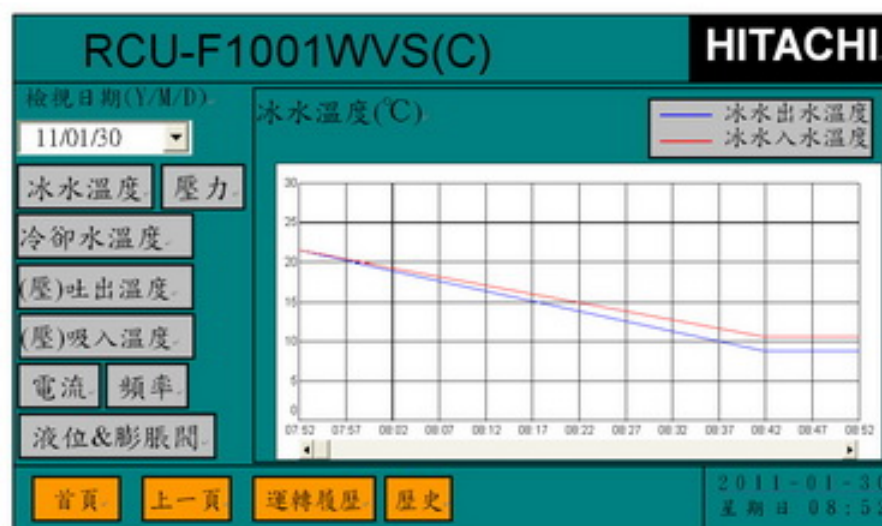 RCU-F1001WVS(C)
HITACHI
檢視日期(Y/M/D)
11/01/30
冰水溫度(℃)
冰水出水溫度
冰水入水溫度
冰水溫度
壓力
冷卻水溫度
(壓)吐出溫度
(壓)吸入溫度
電流
頻率
液位&膨脹閥
30
25
20
15
10
5
0
07:52 07:57 08:02 08:07 08:12 08:17 08:22 08:27 08:32 08:37 08:42 08:47 08:52
首頁
上一頁
運轉履歷
歷史
2011-01-30
星期日 08:52